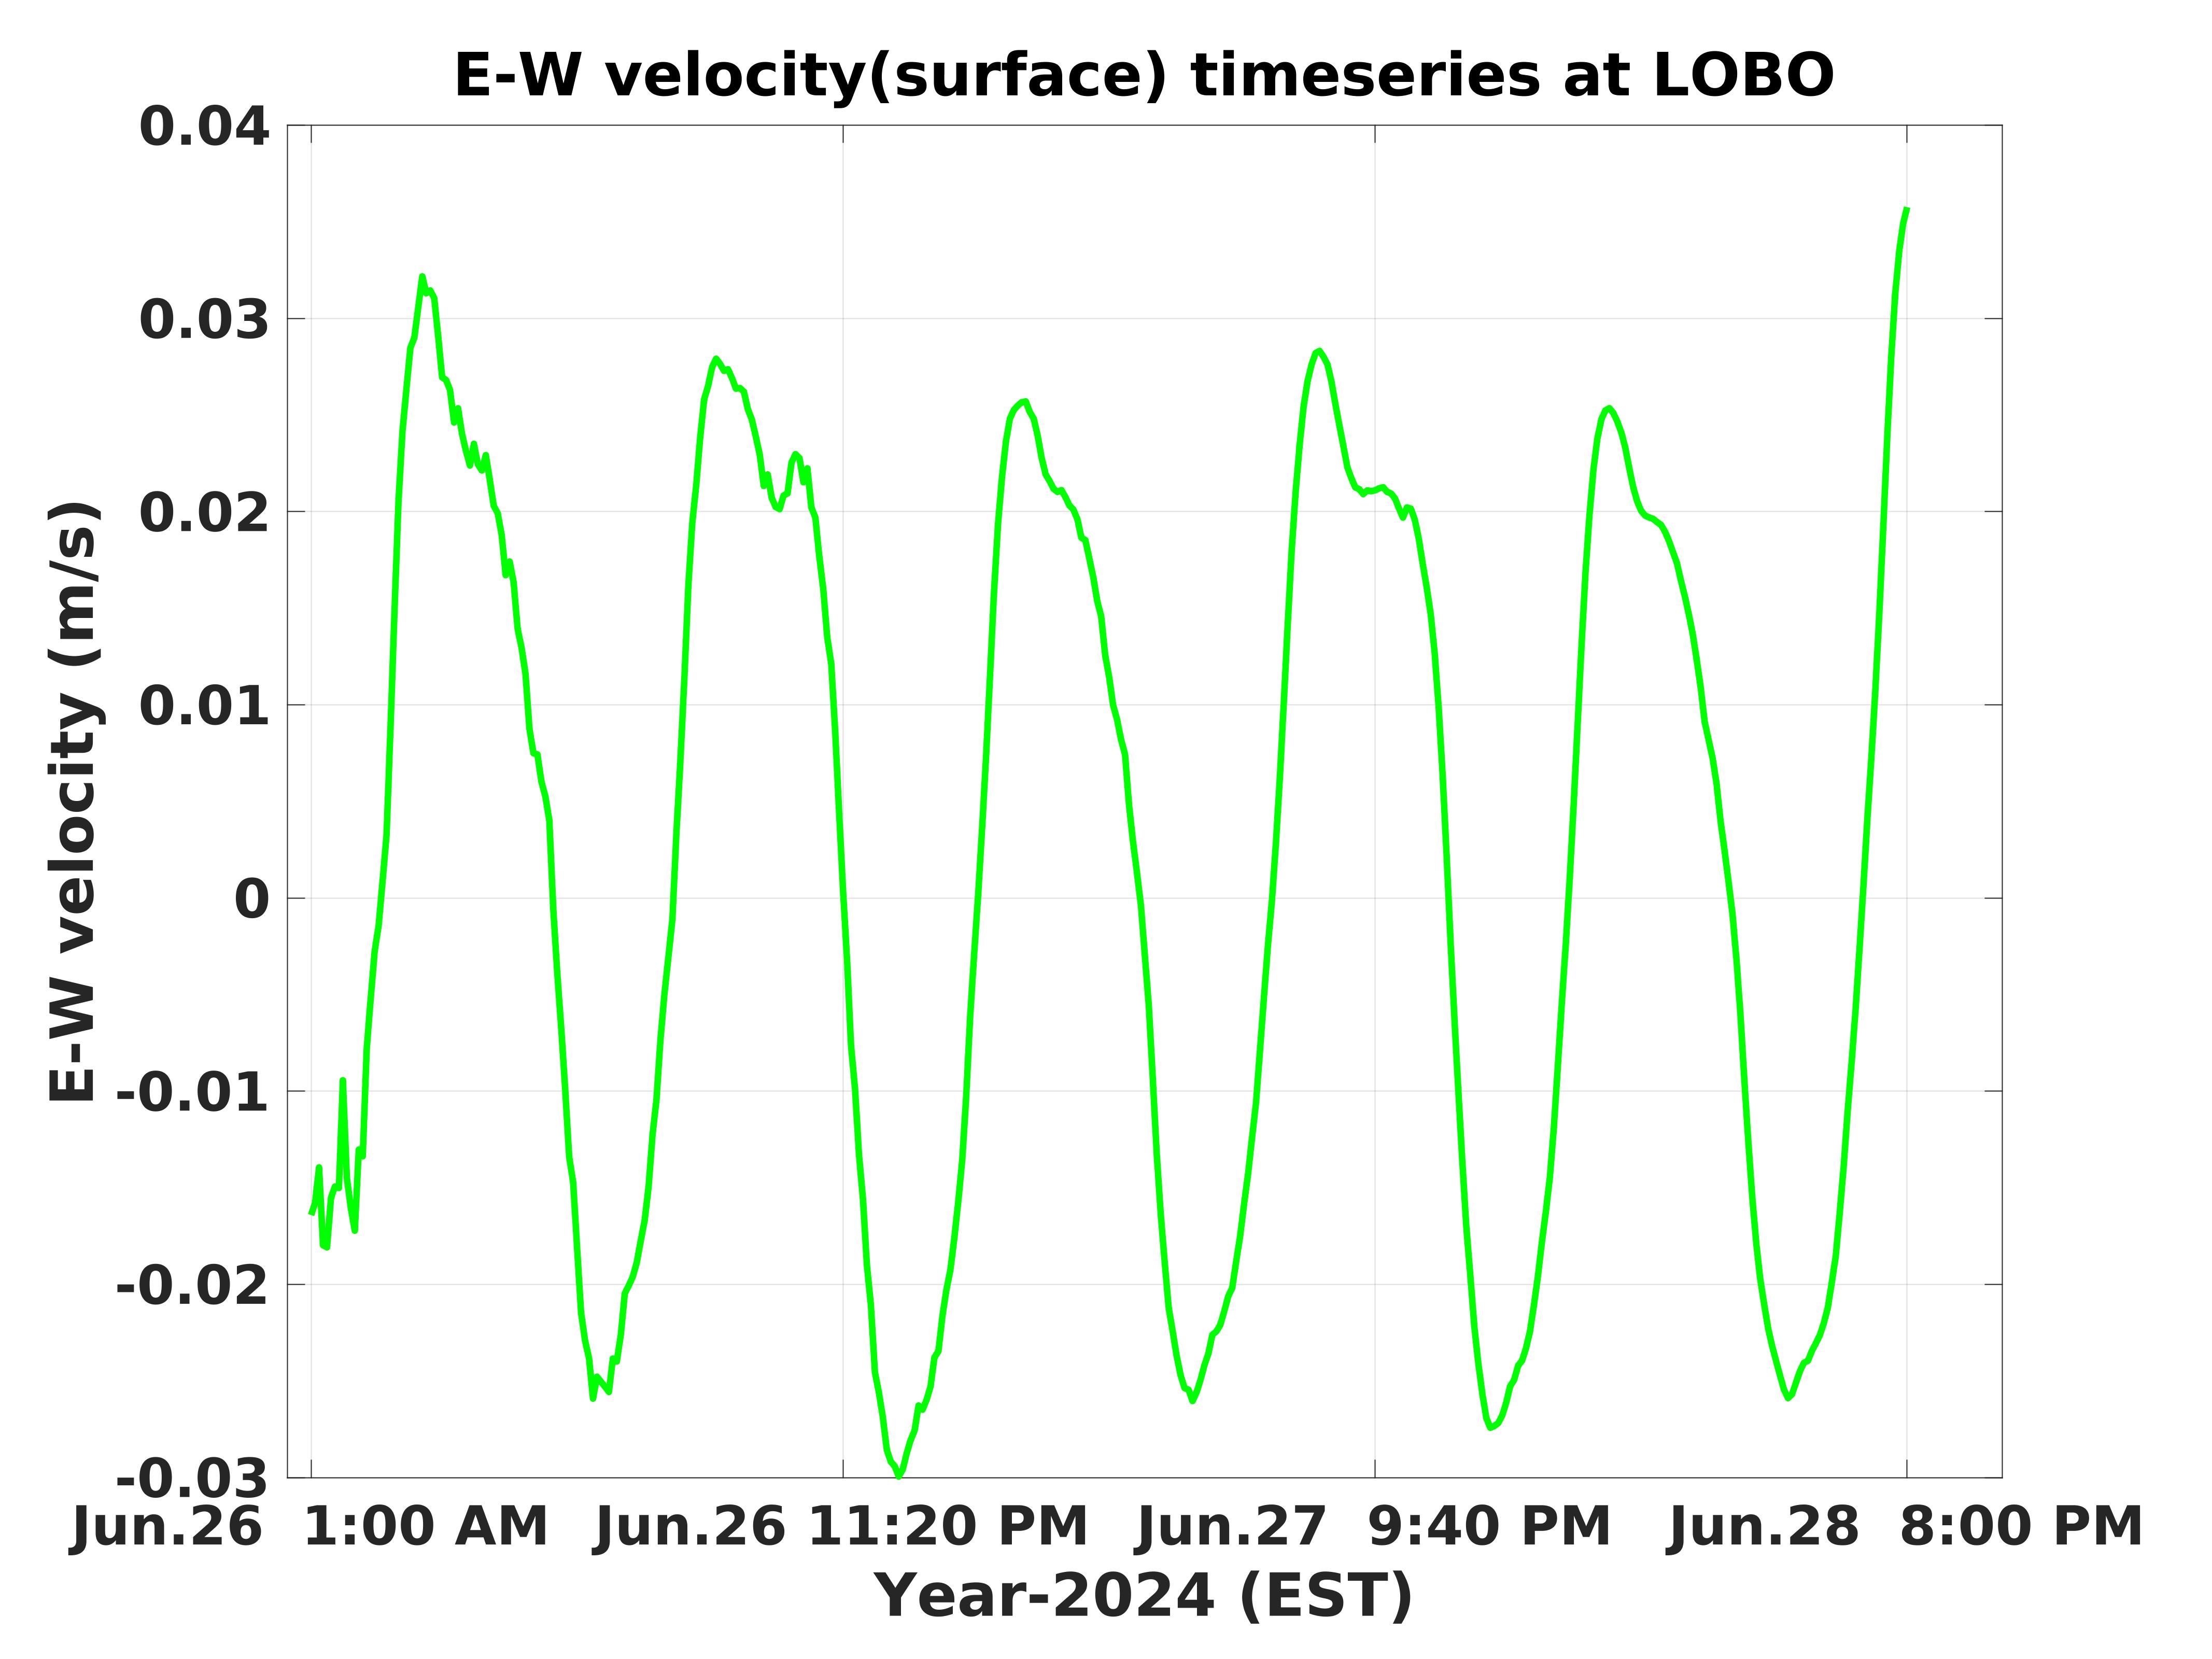 E-W velocity(surface) timeseries at LOBO
0.04
0.03
0.02
0.01
0
-0.01
-0.02
-0.03
E-W velocity (m/s)
Jun.26 1:00 AM Jun.26 11:20 PM Jun.27 9:40 PM Jun.28 8:00 PM
Year-2024 (EST)